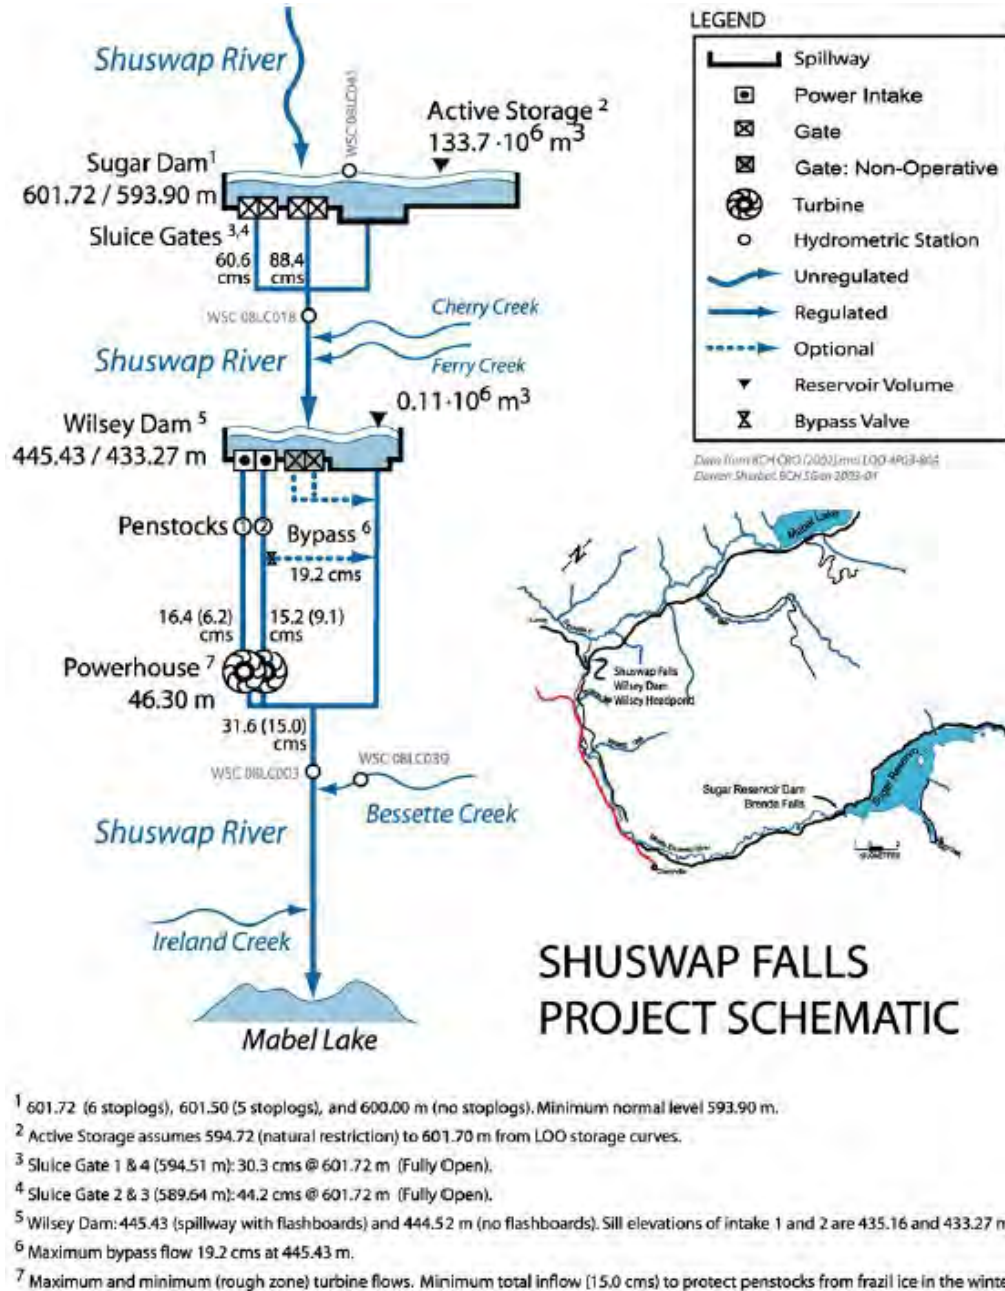 Shuswap River
WSC 08LC041
Active Storage 2
133.7 ·10^6 m^3
Sugar Dam1
601.72 / 593.90 m
Sluice Gates 3,4
60.6
cms
88.4
cms
WSC 08LC018
Cherry Creek
Shuswap River
Ferry Creek
0.11·10^6 m^3
Wilsey Dam 5
445.43 / 433.27 m
Penstocks
1
2
Bypass 6
19.2 cms
16.4 (6.2)
cms
15.2 (9.1)
cms
Powerhouse 7
46.30 m
31.6 (15.0)
cms
WSC 08LC003
WSC 08LC039
Bessette Creek
Shuswap River
Ireland Creek
Mabel Lake
LEGEND
Spillway
Power Intake
Gate
Gate: Non-Operative
Turbine
Hydrometric Station
Unregulated
Regulated
Optional
Reservoir Volume
Bypass Valve
Mabel Lake
N
Shuswap Falls
Wilsey Dam
Wilsey Headpond
Sugar Reservoir Dam
Brenda Falls
Sugar Reservoir
SHUSWAP FALLS
PROJECT SCHEMATIC
1 601.72 (6 stoplogs), 601.50 (5 stoplogs), and 600.00 m (no stoplogs). Minimum normal level 593.90 m.
2 Active Storage assumes 594.72 (natural restriction) to 601.70 m from LOO storage curves.
3 Sluice Gate 1 & 4 (594.51 m): 30.3 cms @ 601.72 m (Fully Open).
4 Sluice Gate 2 & 3 (589.64 m): 44.2 cms @ 601.72 m (Fully Open).
5 Wilsey Dam: 445.43 (spillway with flashboards) and 444.52 m (no flashboards). Sill elevations of intake 1 and 2 are 435.16 and 433.27 m
6 Maximum bypass flow 19.2 cms at 445.43 m.
7 Maximum and minimum (rough zone) turbine flows. Minimum total inflow (15.0 cms) to protect penstocks from frazil ice in the winte